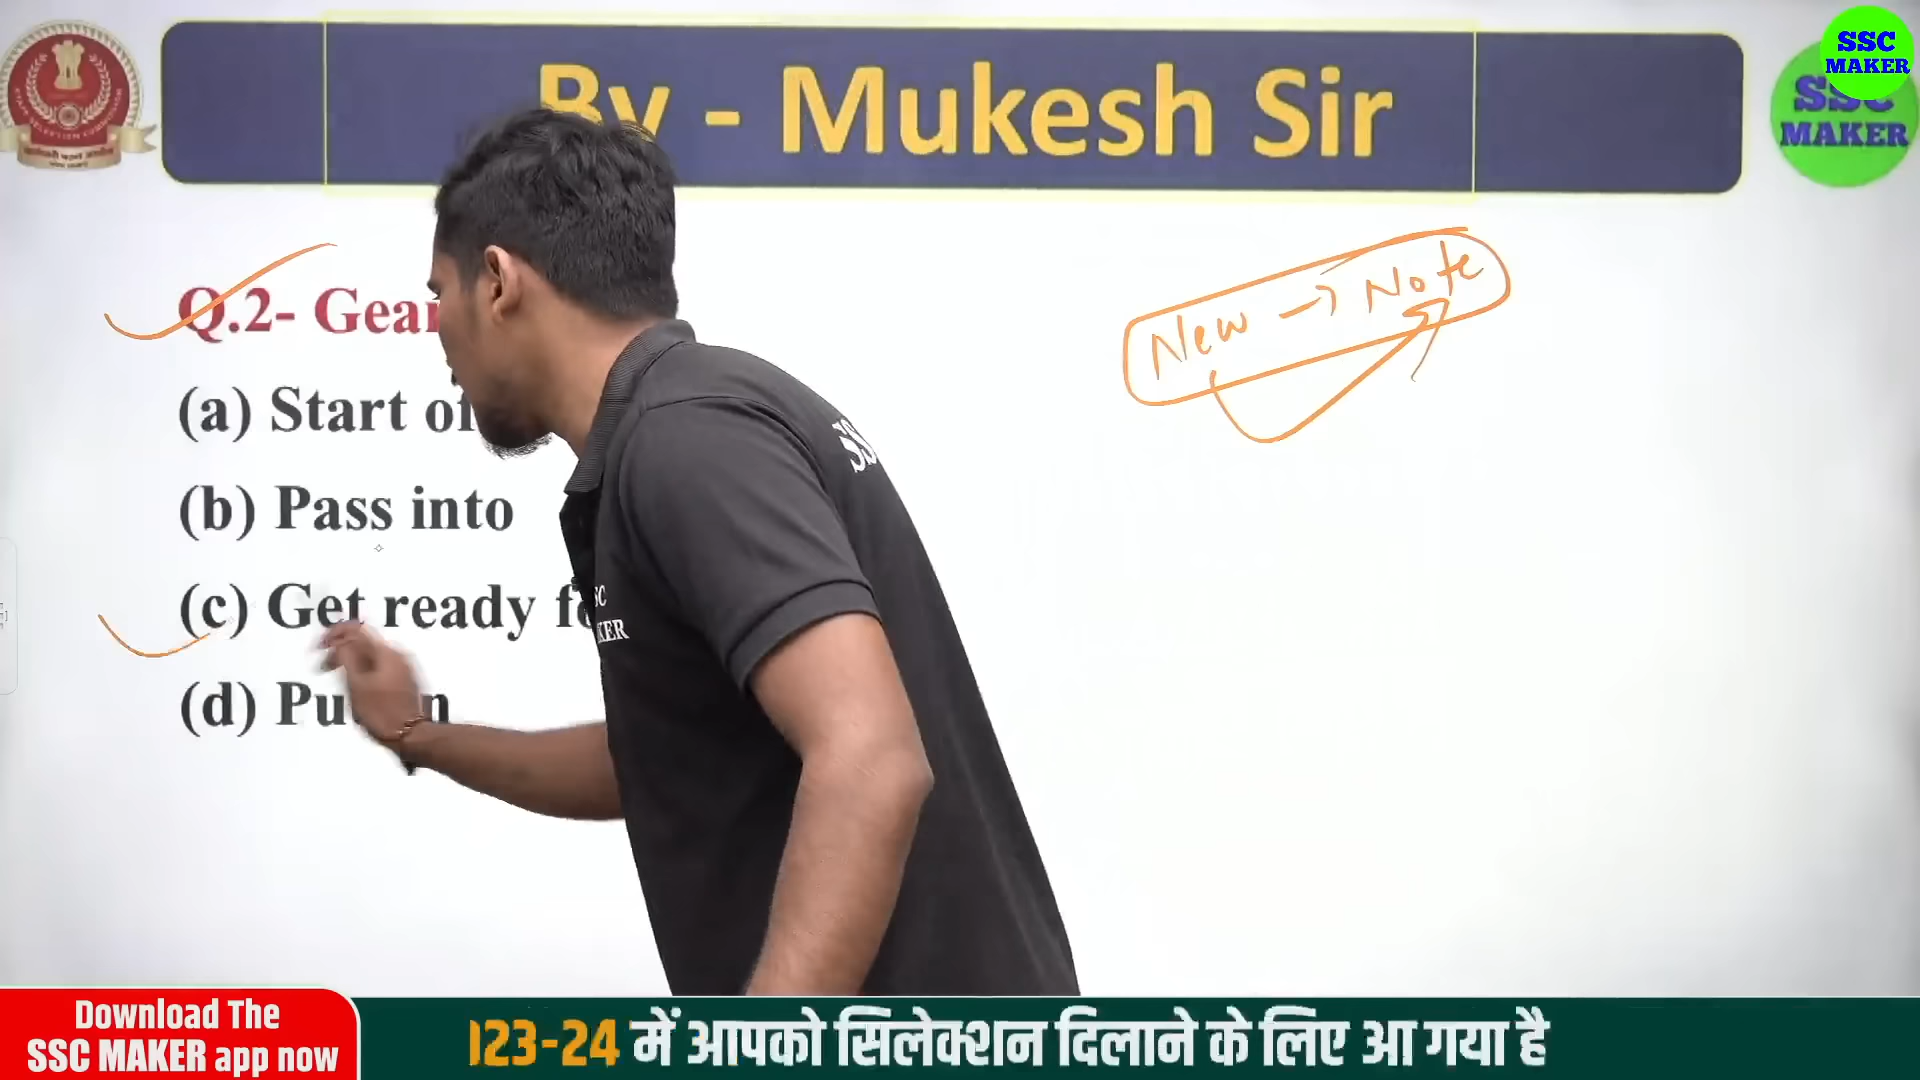 By - Mukesh Sir
SSC
MAKER
SSC
MAKER
New → Note
Q.2- Gear
(a) Start of
(b) Pass into
(c) Get ready
(d)
Download The
SSC MAKER app now
123-24 में आपको सिलेक्शन दिलाने के लिए आ गया है